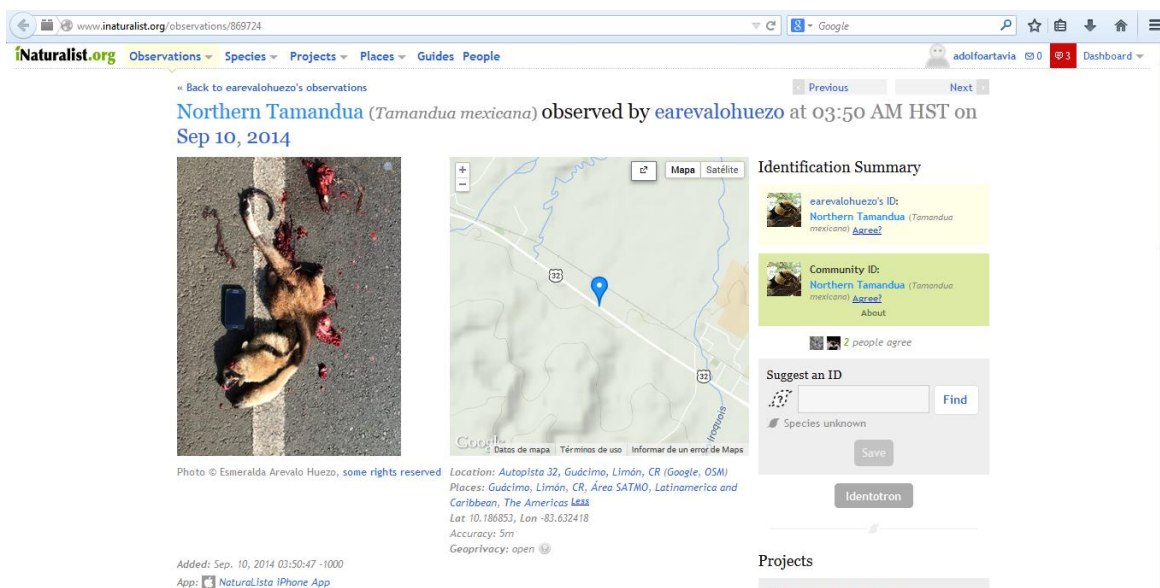 www.inaturalist.org/observations/869724
Google
iNaturalist.org Observations Species Projects Places Guides People adolfoartavia 0 3 Dashboard
« Back to earevalohuezo's observations
Previous Next
Northern Tamandua (Tamandua mexicana) observed by earevalohuezo at 03:50 AM HST on
Sep 10, 2014
Mapa Satélite
32
32
Iroquois
Google
Datos de mapa Términos de uso Informar de un error de Maps
Photo © Esmeralda Arevalo Huezo, some rights reserved
Location: Autopista 32, Guácimo, Limón, CR (Google, OSM)
Places: Guácimo, Limón, CR, Área SATMO, Latinamerica and
Caribbean, The Americas Less
Lat 10.186853, Lon -83.632418
Accuracy: 5m
Geoprivacy: open
Added: Sep. 10, 2014 03:50:47 -1000
App: NaturaLista iPhone App
Identification Summary
earevalohuezo's ID:
Northern Tamandua (Tamandua
mexicana) Agree?
Community ID:
Northern Tamandua (Tamandua
mexicana) Agree?
About
2 people agree
Suggest an ID
Find
Species unknown
Save
Identotron
Projects